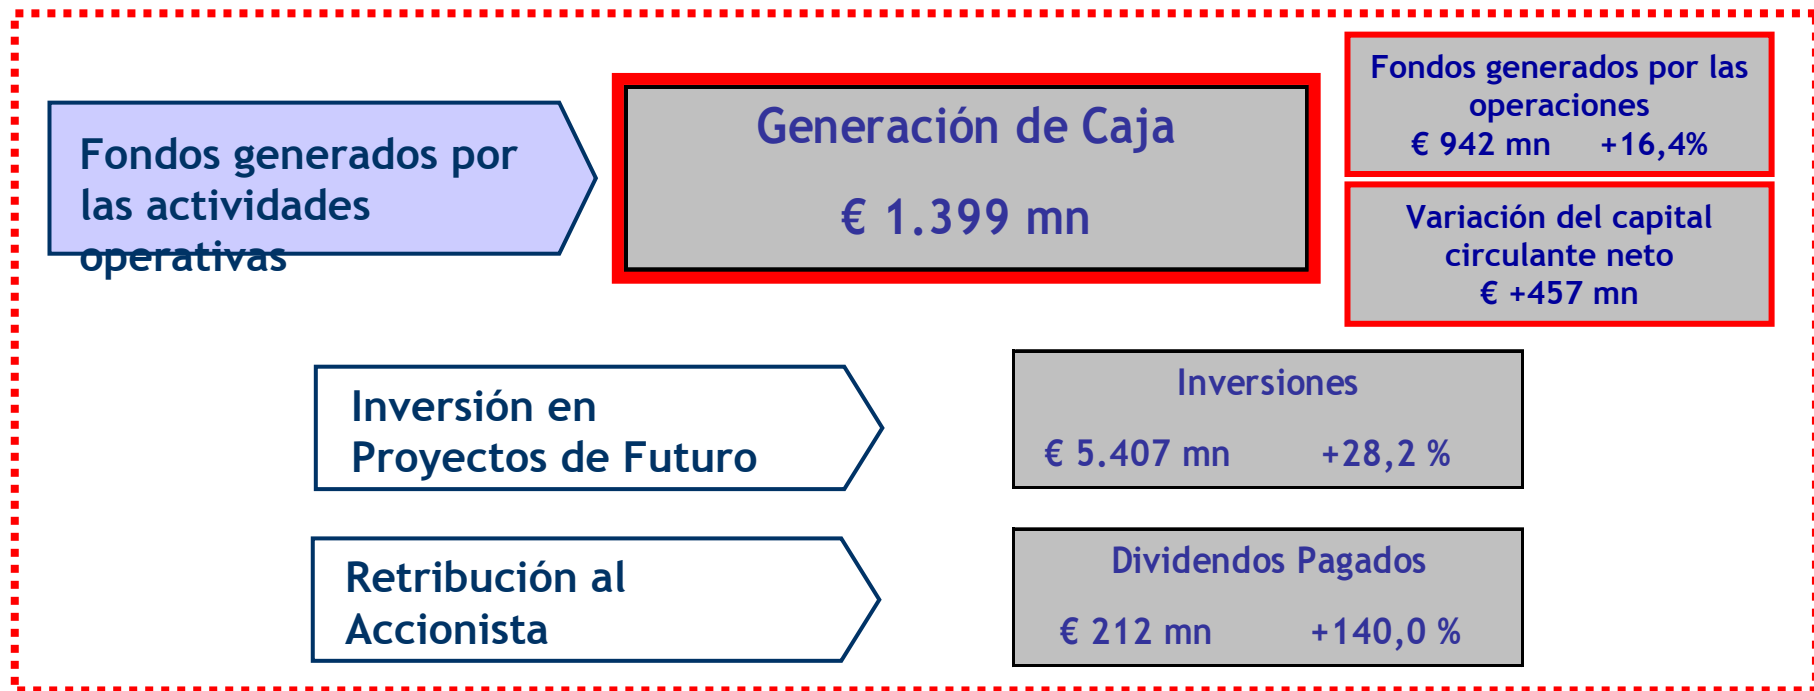 Fondos generados por
las actividades
operativas
Generación de Caja
€ 1.399 mn
Fondos generados por las
operaciones
€ 942 mn +16,4%
Variación del capital
circulante neto
€ +457 mn
Inversión en
Proyectos de Futuro
Inversiones
€ 5.407 mn +28,2 %
Retribución al
Accionista
Dividendos Pagados
€ 212 mn +140,0 %